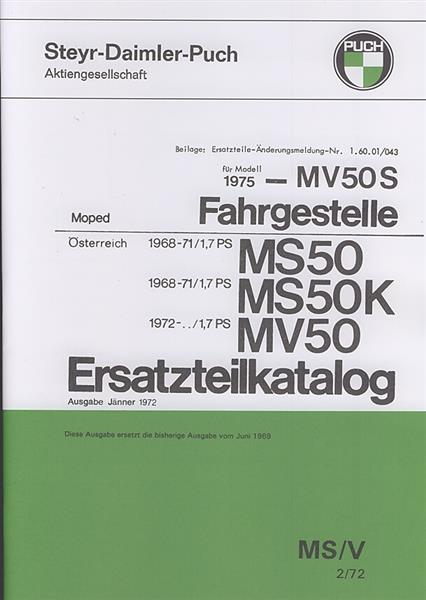 Steyr-Daimler-Puch
Aktiengesellschaft
PUCH
Beilage: Ersatzteile-Änderungsmeldung-Nr. 1.60.01/043
für Modell
1975 — MV50S
Moped Fahrgestelle
Österreich 1968-71/1,7 PS MS50
1968-71/1,7 PS MS50K
1972-../1,7 PS MV50
Ersatzteilkatalog
Ausgabe Jänner 1972
Diese Ausgabe ersetzt die bisherige Ausgabe vom Juni 1969
MS/V
2/72